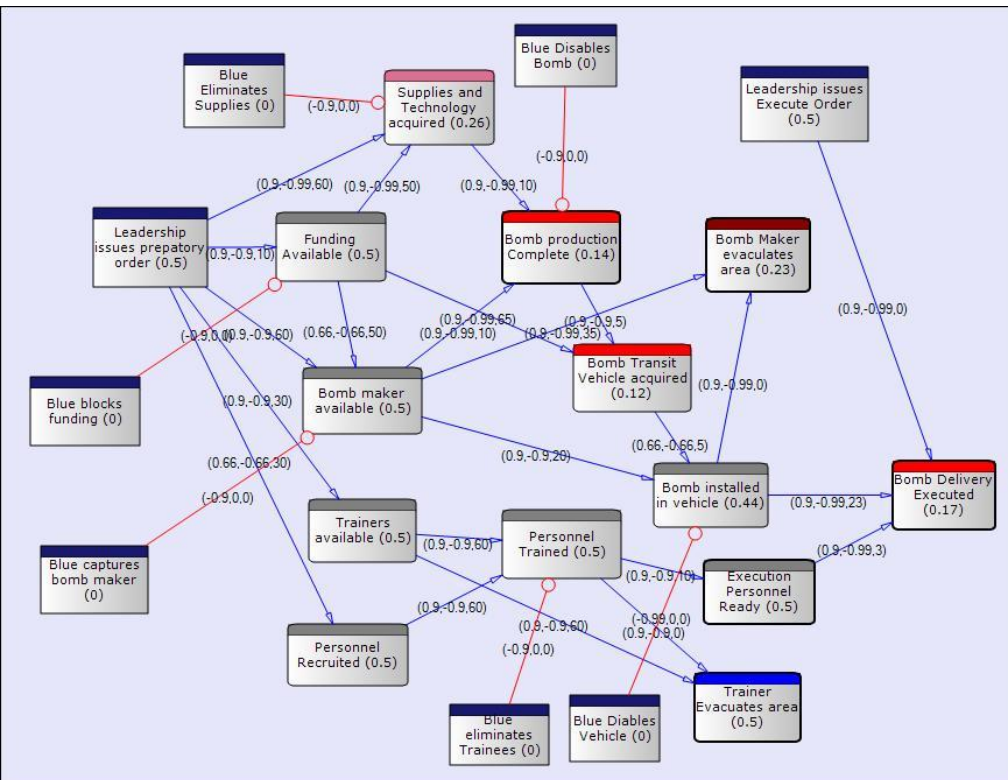 Blue
Eliminates
Supplies (0)
Supplies and
Technology
acquired (0.26)
Blue Disables
Bomb (0)
Leadership issues
Execute Order
(0.5)
(-0.9,0,0)
(-0.9,0,0)
(0.9,-0.99,60)
(0.9,-0.99,50)
(0.9,-0.99,10)
Leadership
issues prepatory
order (0.5)
(0.9,-0.9,10)
Funding
Available (0.5)
Bomb production
Complete (0.14)
Bomb Maker
evaculates
area (0.23)
(0.9,-0.99,0)
(-0.9,0,0)
(0.9,-0.9,60)
(0.66,-0.66,50)
(0.9,-0.99,65)
(0.9,-0.99,10)
(0.9,-0.9,5)
(0.9,-0.99,35)
Blue blocks
funding (0)
Bomb maker
available (0.5)
Bomb Transit
Vehicle acquired
(0.12)
(0.9,-0.99,0)
(0.9,-0.9,30)
(0.66,-0.66,5)
(0.9,-0.9,20)
(0.66,-0.66,30)
(-0.9,0,0)
Bomb installed
in vehicle (0.44)
(0.9,-0.99,23)
Bomb Delivery
Executed
(0.17)
Trainers
available (0.5)
(0.9,-0.9,60)
Personnel
Trained (0.5)
(0.9,-0.9,10)
(0.9,-0.99,3)
Blue captures
bomb maker
(0)
Execution
Personnel
Ready (0.5)
(0.9,-0.9,60)
Personnel
Recruited (0.5)
(0.9,-0.9,60)
(-0.99,0,0)
(0.9,-0.9,0)
(-0.9,0,0)
Trainer
Evacuates area
(0.5)
Blue
eliminates
Trainees (0)
Blue Diables
Vehicle (0)